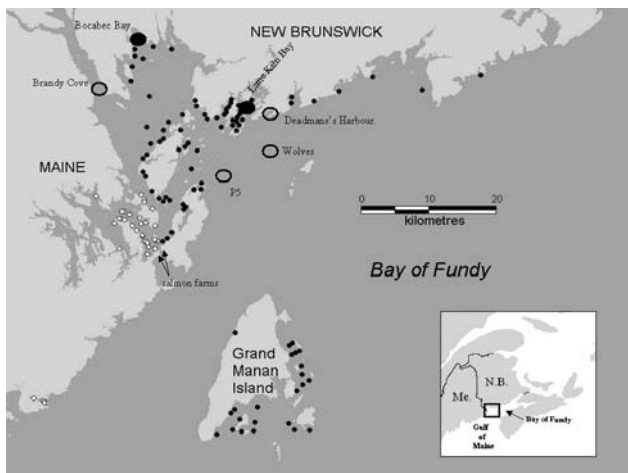 Bocabec Bay
NEW BRUNSWICK
Lime Kiln Bay
Brandy Cove
Deadmans's Harbour
Wolves
MAINE
P5
0 10 20
kilometres
salmon farms
Bay of Fundy
Grand
Manan
Island
N.B.
Me.
Bay of Fundy
Gulf
of
Maine